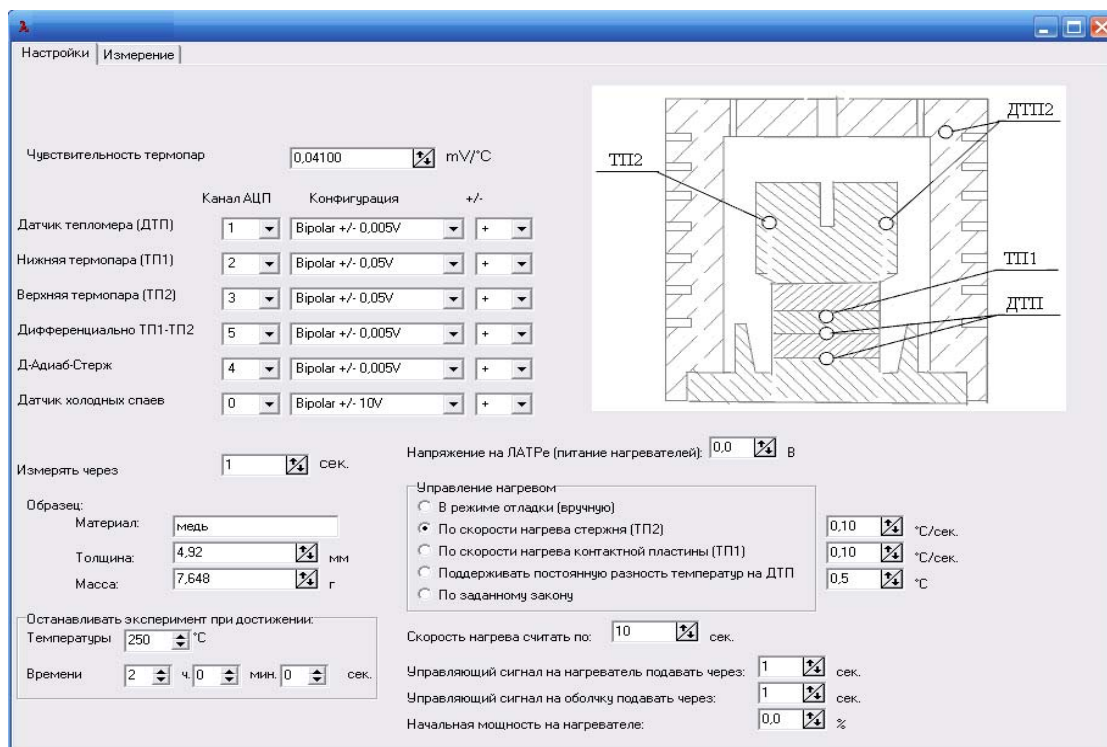 λ
Настройки Измерение
Чувствительность термопар 0,04100 mV/°C
Канал АЦП Конфигурация +/-
Датчик тепломера (ДТП) 1 Bipolar +/- 0,005V +
Нижняя термопара (ТП1) 2 Bipolar +/- 0,05V +
Верхняя термопара (ТП2) 3 Bipolar +/- 0,05V +
Дифференциально ТП1-ТП2 5 Bipolar +/- 0,005V +
Д-Адиаб-Стерж 4 Bipolar +/- 0,005V +
Датчик холодных спаев 0 Bipolar +/- 10V +
ДТП2
ТП2
ТП1
ДТП
Измерять через 1 сек.
Образец:
Материал: медь
Толщина: 4,92 мм
Масса: 7,648 г
Останавливать эксперимент при достижении:
Температуры 250 °C
Времени 2 ч. 0 мин. 0 сек.
Напряжение на ЛАТРе (питание нагревателей): 0,0 В
Управление нагревом
В режиме отладки (вручную)
По скорости нагрева стержня (ТП2) 0,10 °C/сек.
По скорости нагрева контактной пластины (ТП1) 0,10 °C/сек.
Поддерживать постоянную разность температур на ДТП 0,5 °C
По заданному закону
Скорость нагрева считать по: 10 сек.
Управляющий сигнал на нагреватель подавать через: 1 сек.
Управляющий сигнал на оболчку подавать через: 1 сек.
Начальная мощность на нагревателе: 0,0 %